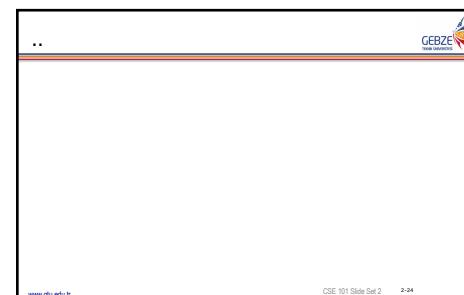 ..
GEBZE
TEKNİK ÜNİVERSİTESİ
www.gtu.edu.tr
CSE 101 Slide Set 2 2-24